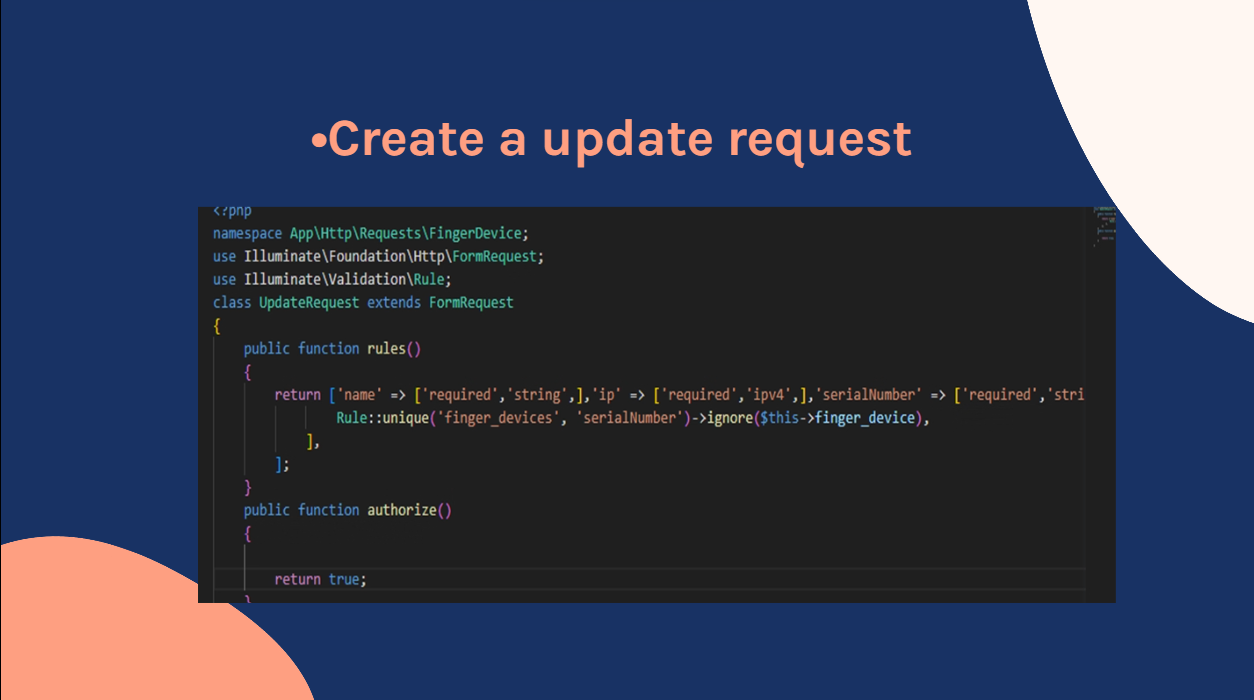 •Create a update request
<?php
namespace App\Http\Requests\FingerDevice;
use Illuminate\Foundation\Http\FormRequest;
use Illuminate\Validation\Rule;
class UpdateRequest extends FormRequest
{
    public function rules()
    {
        return ['name' => ['required','string',],'ip' => ['required','ipv4',],'serialNumber' => ['required','stri
                Rule::unique('finger_devices', 'serialNumber')->ignore($this->finger_device),
            ],
        ];
    }
    public function authorize()
    {
        return true;
    }